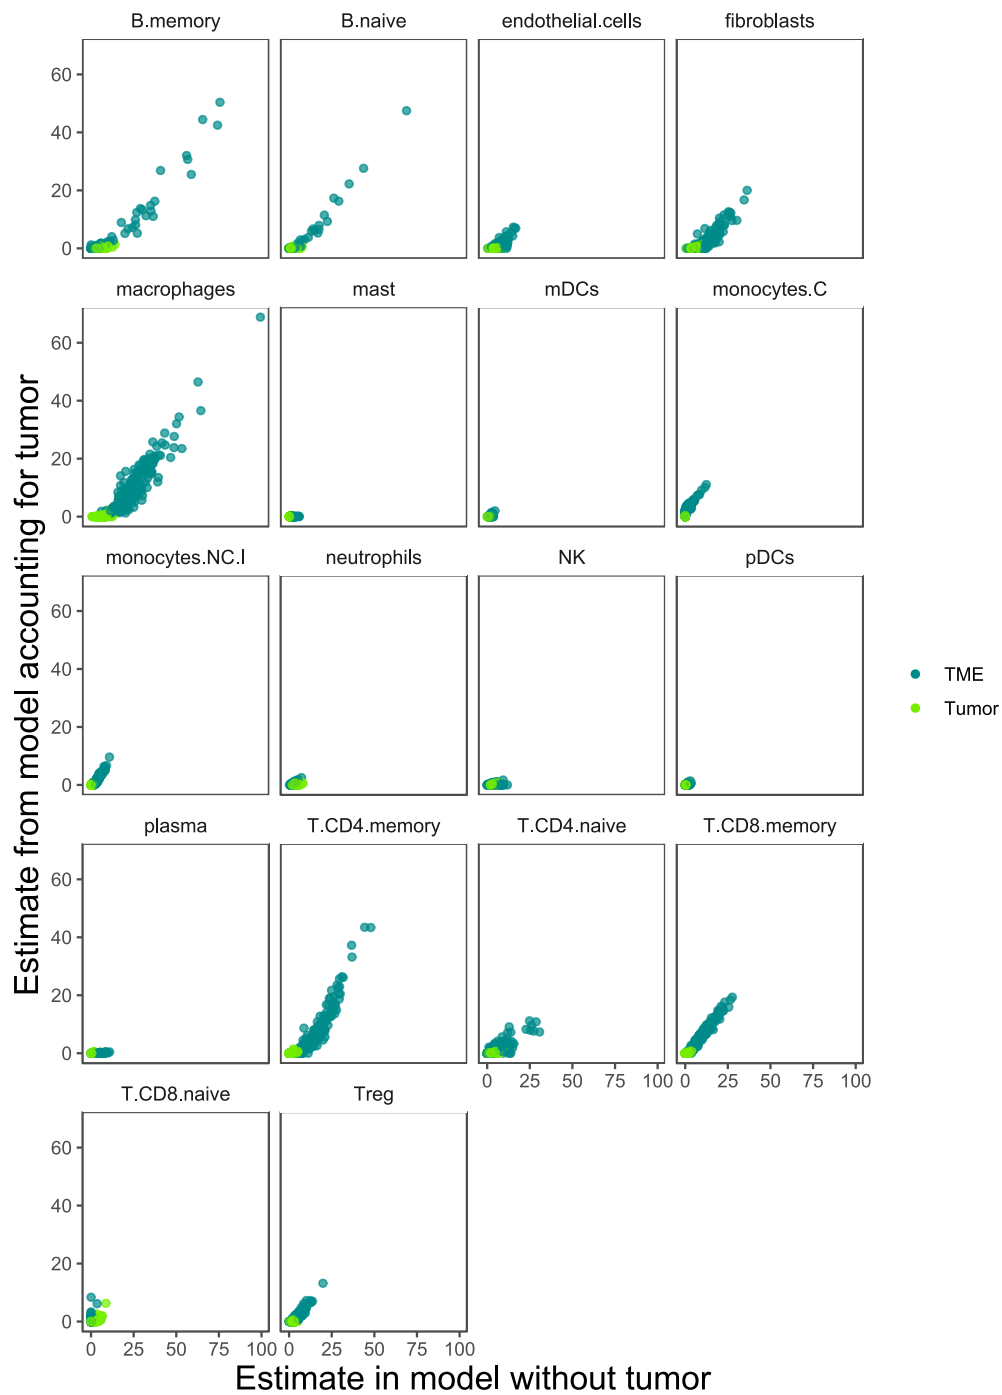 B.memory B.naive endothelial.cells fibroblasts
60
40
20
0
macrophages mast mDCs monocytes.C
60
40
20
0
monocytes.NC.I neutrophils NK pDCs
60
40
20
0
plasma T.CD4.memory T.CD4.naive T.CD8.memory
60
40
20
0
0 25 50 75 100 0 25 50 75 100
T.CD8.naive Treg
60
40
20
0
0 25 50 75 100 0 25 50 75 100
Estimate in model without tumor
Estimate from model accounting for tumor
TME
Tumor